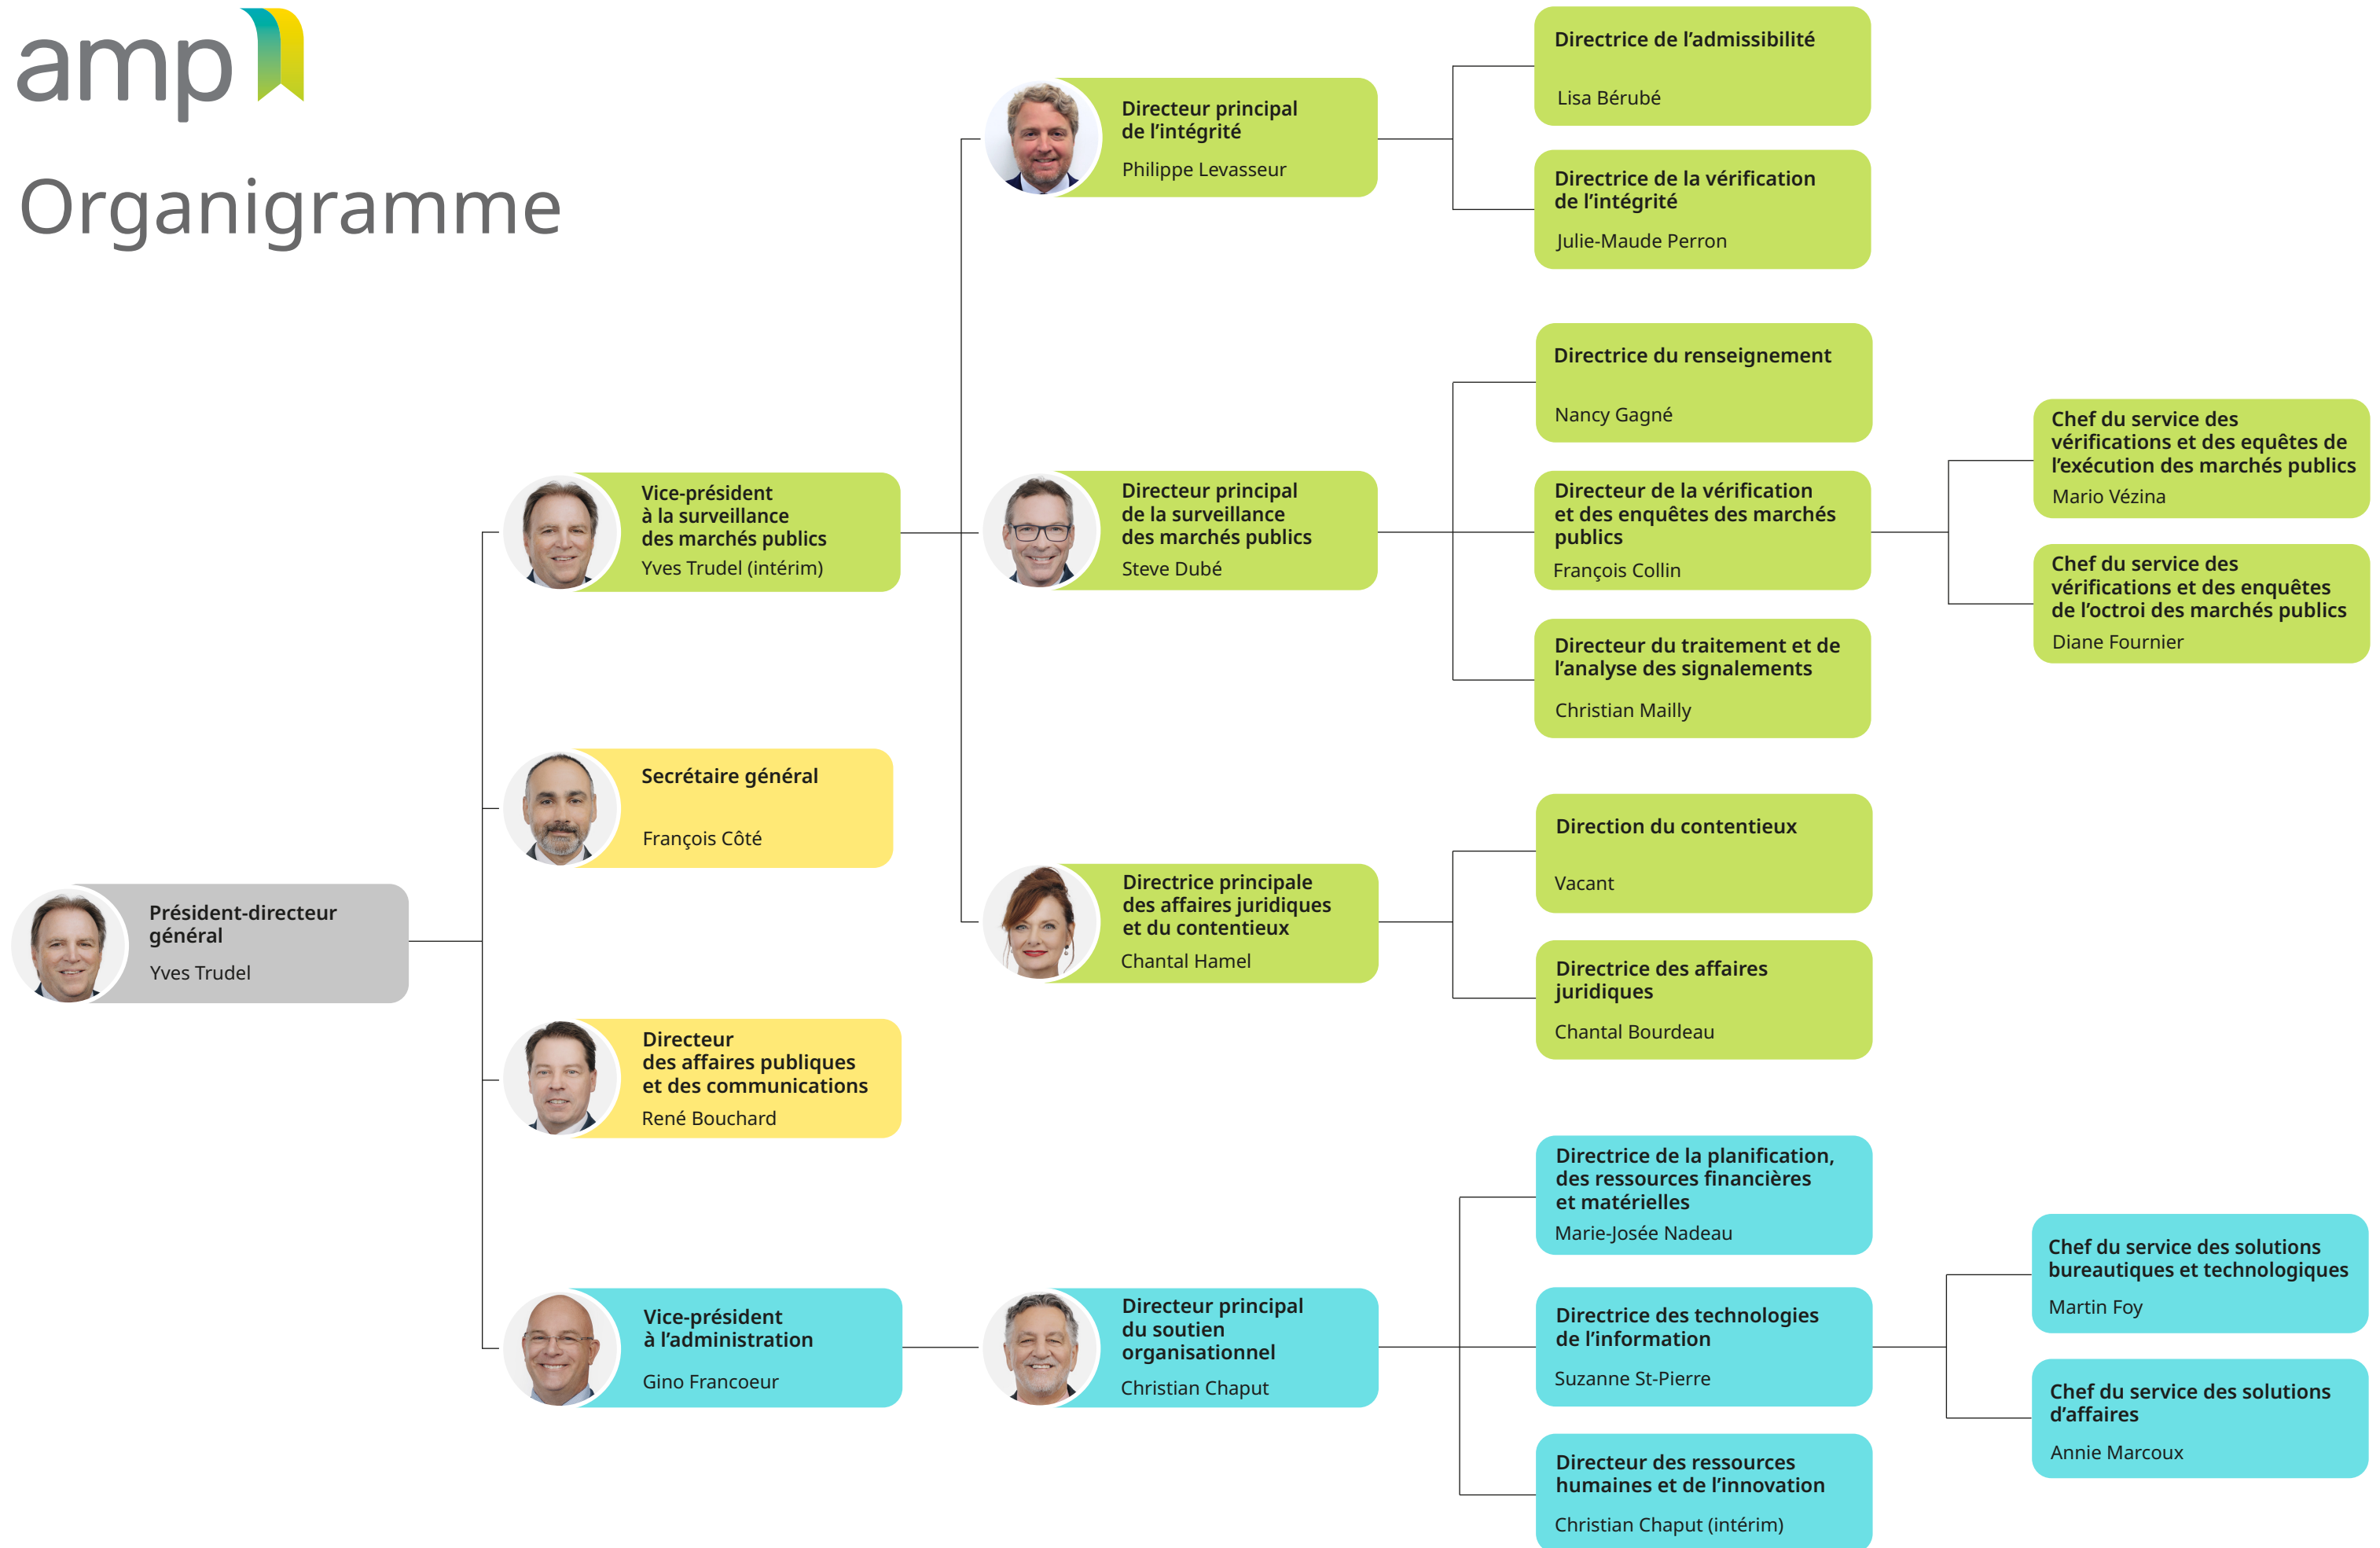 amp
Organigramme
Président-directeur
général
Yves Trudel
Vice-président
à la surveillance
des marchés publics
Yves Trudel (intérim)
Secrétaire général
François Côté
Directeur
des affaires publiques
et des communications
René Bouchard
Vice-président
à l’administration
Gino Francoeur
Directeur principal
de l’intégrité
Philippe Levasseur
Directeur principal
de la surveillance
des marchés publics
Steve Dubé
Directrice principale
des affaires juridiques
et du contentieux
Chantal Hamel
Directeur principal
du soutien
organisationnel
Christian Chaput
Directrice de l’admissibilité
Lisa Bérubé
Directrice de la vérification
de l’intégrité
Julie-Maude Perron
Directrice du renseignement
Nancy Gagné
Directeur de la vérification
et des enquêtes des marchés
publics
François Collin
Directeur du traitement et de
l’analyse des signalements
Christian Mailly
Direction du contentieux
Vacant
Directrice des affaires
juridiques
Chantal Bourdeau
Directrice de la planification,
des ressources financières
et matérielles
Marie-Josée Nadeau
Directrice des technologies
de l’information
Suzanne St-Pierre
Directeur des ressources
humaines et de l’innovation
Christian Chaput (intérim)
Chef du service des
vérifications et des equêtes de
l’exécution des marchés publics
Mario Vézina
Chef du service des
vérifications et des enquêtes
de l’octroi des marchés publics
Diane Fournier
Chef du service des solutions
bureautiques et technologiques
Martin Foy
Chef du service des solutions
d’affaires
Annie Marcoux